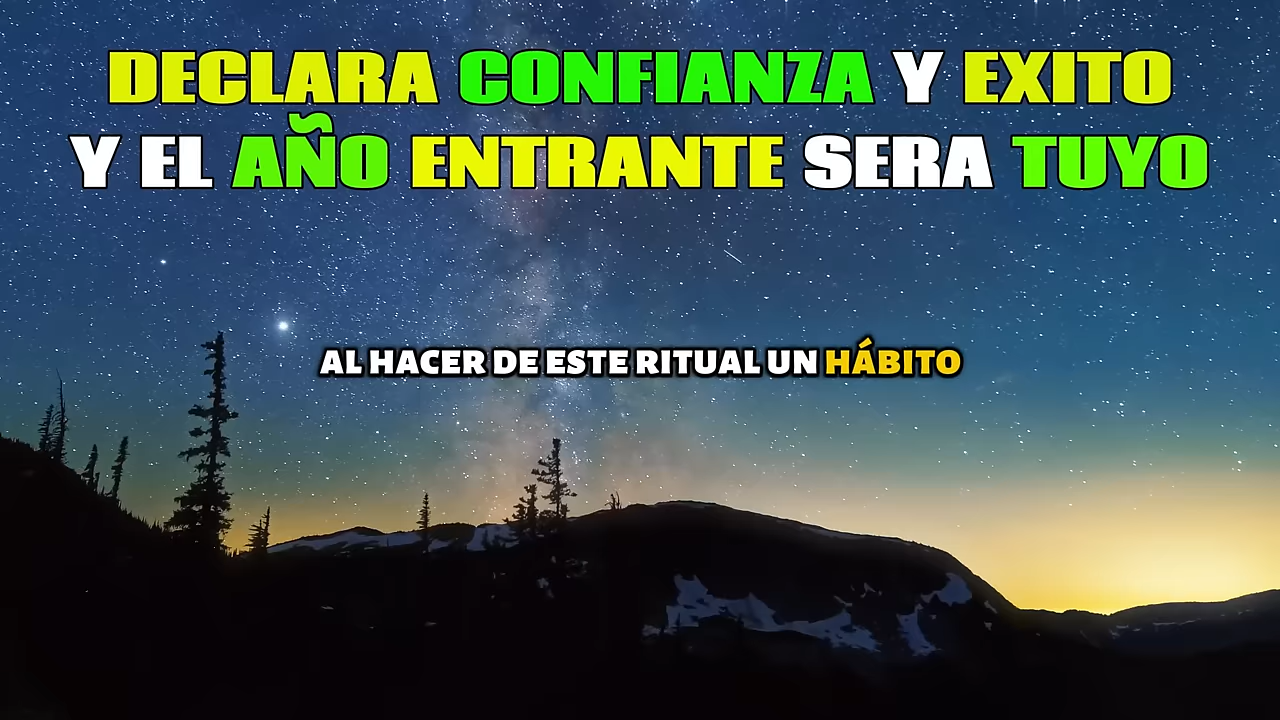 DECLARA CONFIANZA Y EXITO
Y EL AÑO ENTRANTE SERA TUYO
AL HACER DE ESTE RITUAL UN HÁBITO